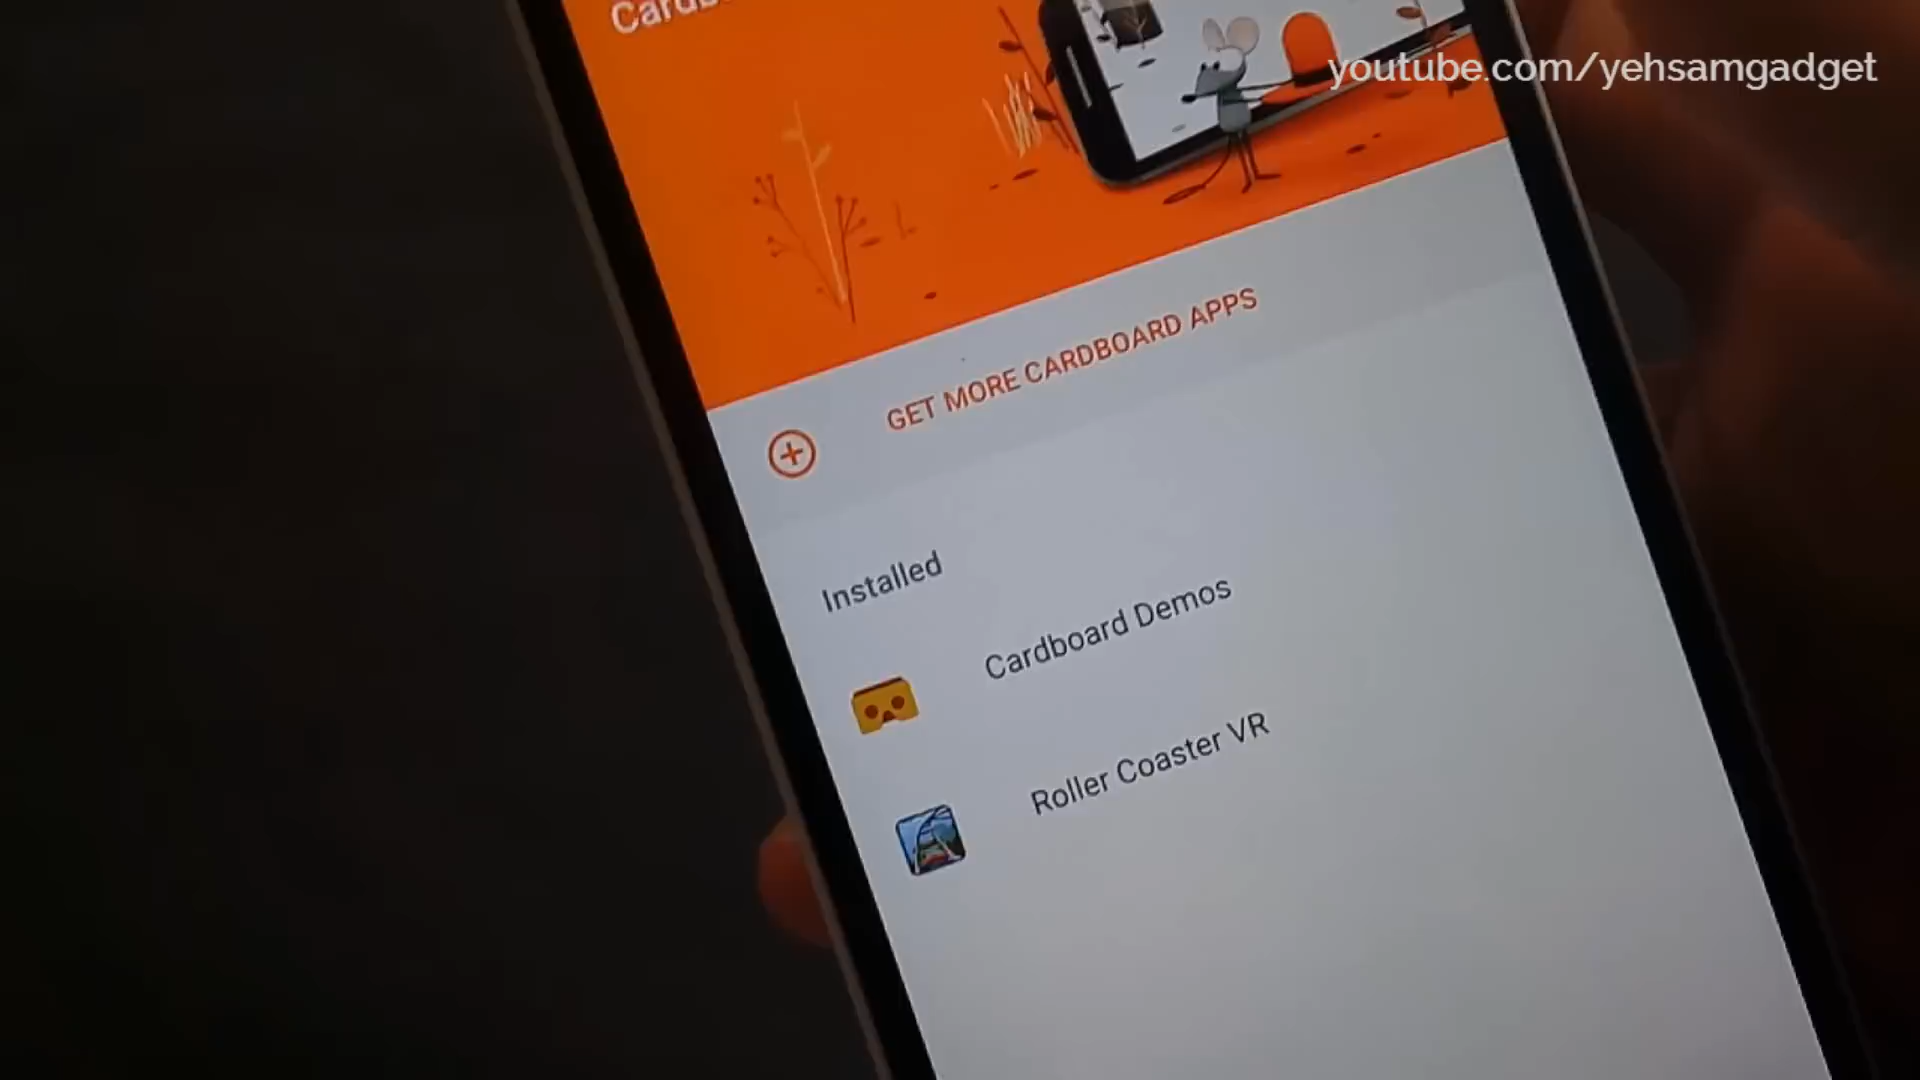 youtube.com/yehsamgadget
GET MORE CARDBOARD APPS
Installed
Cardboard Demos
Roller Coaster VR